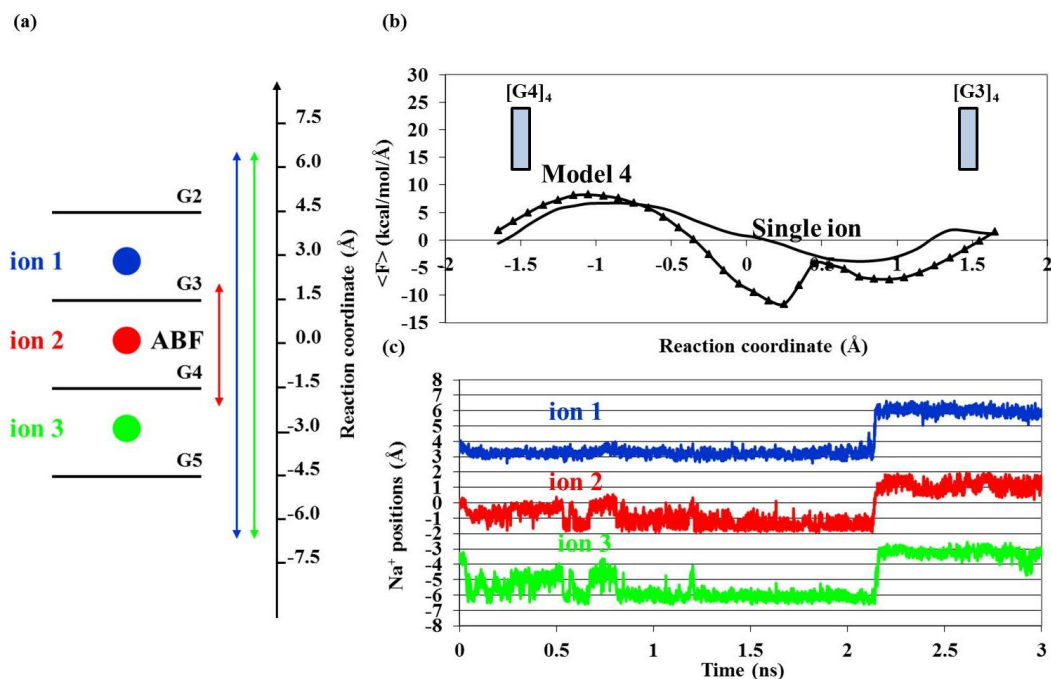 (a)
7.5
6.0
4.5
3.0
1.5
0.0
-1.5
-3.0
-4.5
-6.0
-7.5
Reaction coordinate (Å)
G2
ion 1
G3
ion 2
ABF
G4
ion 3
G5
(b)
30
25
20
15
10
5
0
-5
-10
-15
<F> (kcal/mol/Å)
[G4]₄
[G3]₄
Model 4
Single ion
-2
-1.5
-1
-0.5
0
0.5
1
1.5
2
Reaction coordinate (Å)
(c)
8
7
6
5
4
3
2
1
0
-1
-2
-3
-4
-5
-6
-7
-8
Na⁺ positions (Å)
ion 1
ion 2
ion 3
0
0.5
1
1.5
2
2.5
3
Time (ns)